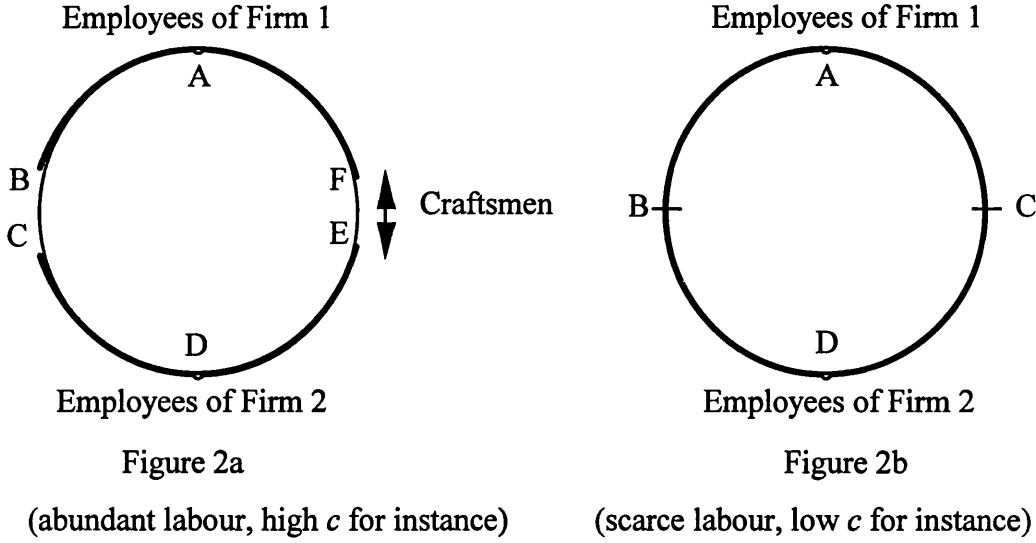 Employees of Firm 1
A
B
C
F
E
Craftsmen
D
Employees of Firm 2
Figure 2a
(abundant labour, high c for instance)
Employees of Firm 1
A
B
C
D
Employees of Firm 2
Figure 2b
(scarce labour, low c for instance)